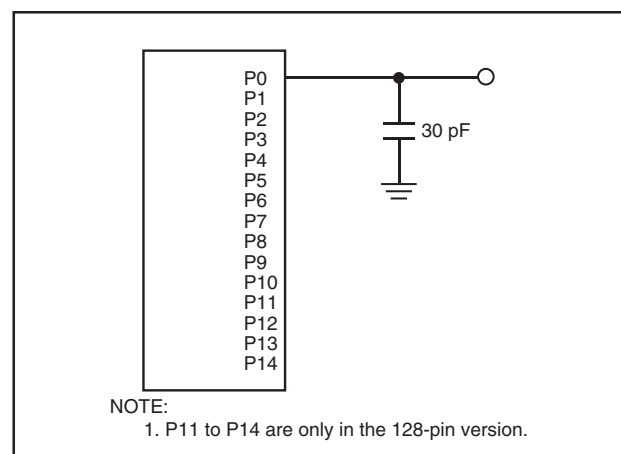 P0
P1
P2
P3
P4
P5
P6
P7
P8
P9
P10
P11
P12
P13
P14
30 pF
NOTE:
1. P11 to P14 are only in the 128-pin version.